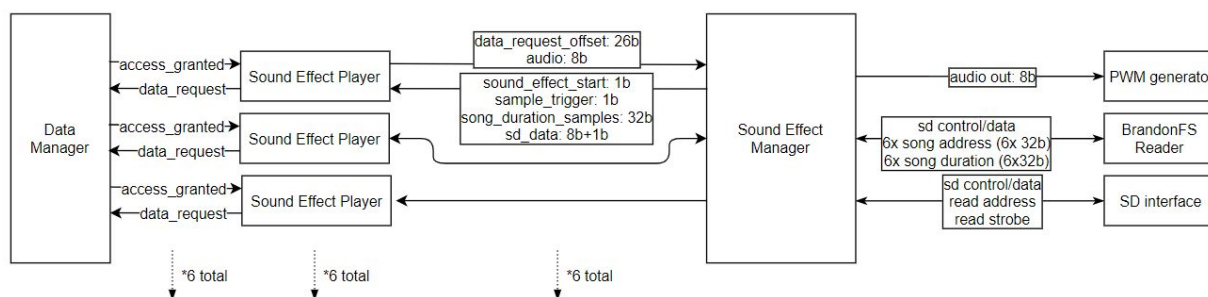 Data
Manager
access_granted
data_request
Sound Effect Player
data_request_offset: 26b
audio: 8b
sound_effect_start: 1b
sample_trigger: 1b
song_duration_samples: 32b
sd_data: 8b+1b
access_granted
data_request
Sound Effect Player
access_granted
data_request
Sound Effect Player
*6 total
*6 total
*6 total
Sound Effect
Manager
audio out: 8b
PWM generator
sd control/data
6x song address (6x 32b)
6x song duration (6x32b)
BrandonFS
Reader
sd control/data
read address
read strobe
SD interface